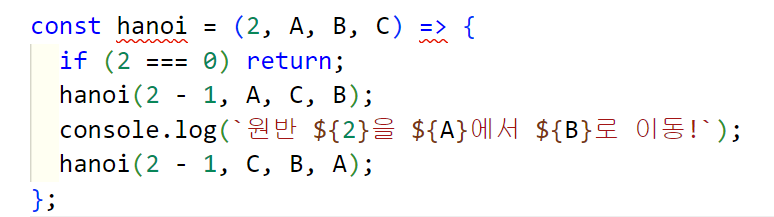 const hanoi = (2, A, B, C) => {
if (2 === 0) return;
hanoi(2 - 1, A, C, B);
console.log(`원반 ${2}을 ${A}에서 ${B}로 이동!`);
hanoi(2 - 1, C, B, A);
};